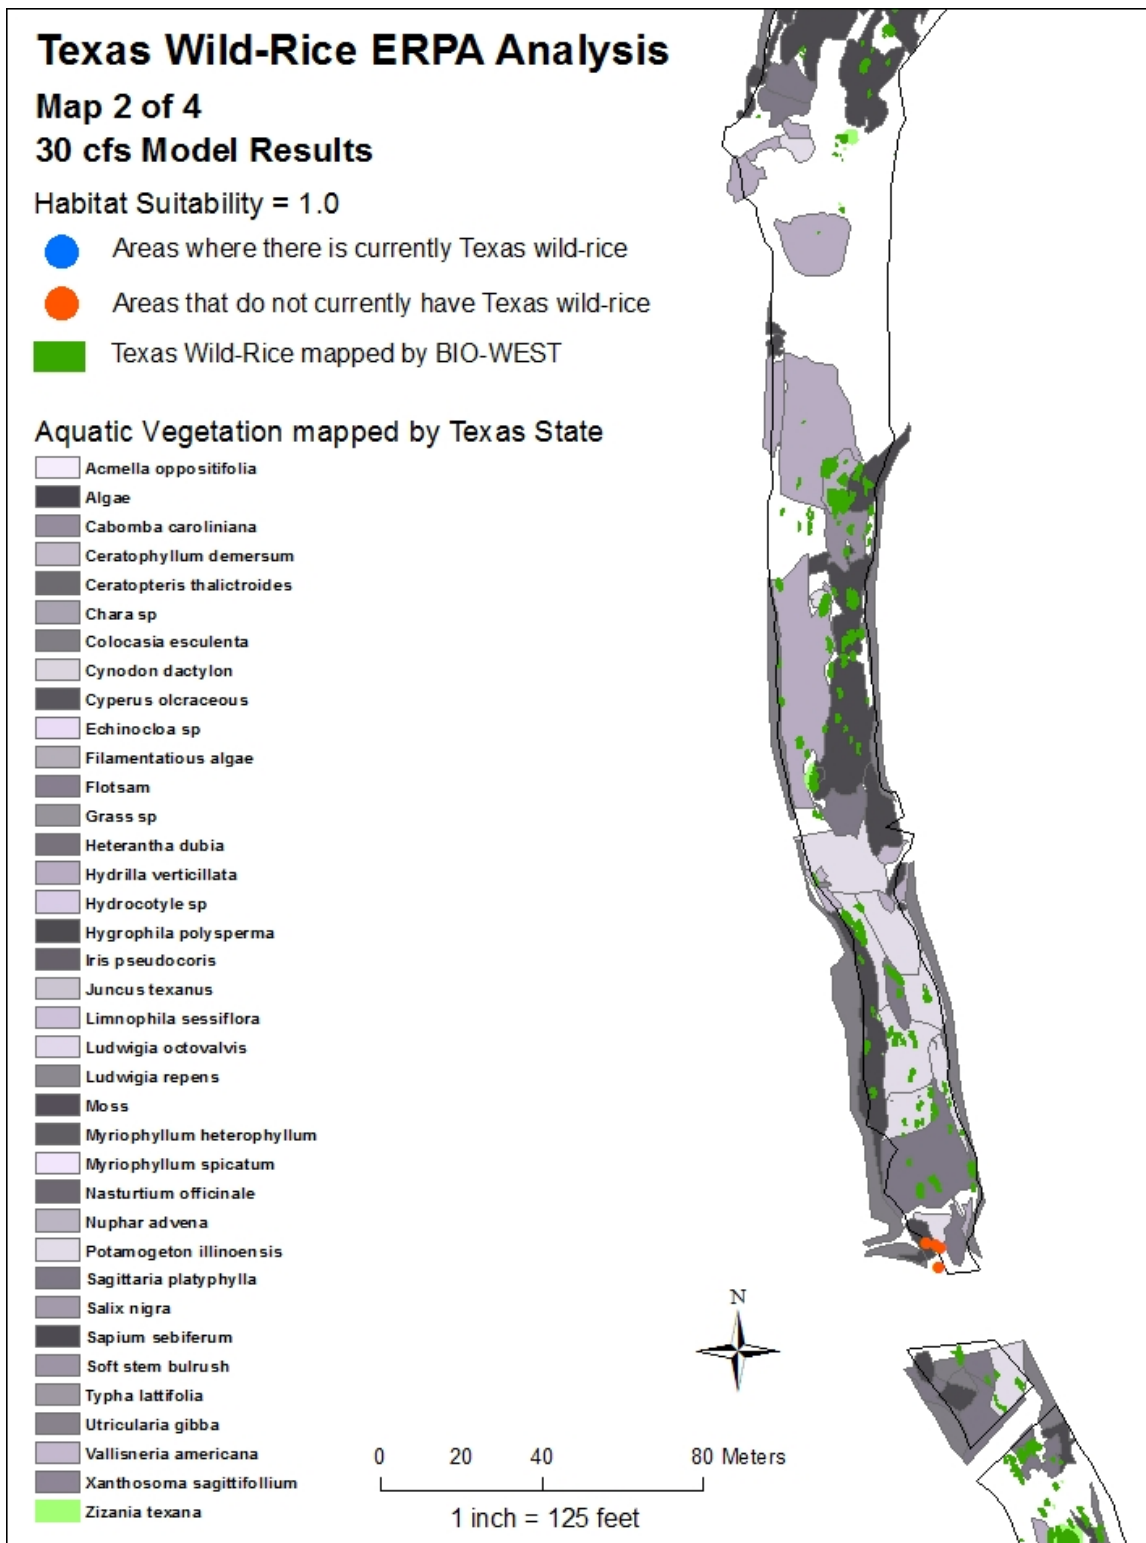 Texas Wild-Rice ERPA Analysis
Map 2 of 4
30 cfs Model Results
Habitat Suitability = 1.0
Areas where there is currently Texas wild-rice
Areas that do not currently have Texas wild-rice
Texas Wild-Rice mapped by BIO-WEST
Aquatic Vegetation mapped by Texas State
Acmella oppositifolia
Algae
Cabomba caroliniana
Ceratophyllum demersum
Ceratopteris thalictroides
Chara sp
Colocasia esculenta
Cynodon dactylon
Cyperus olcraceous
Echinocloa sp
Filamentatious algae
Flotsam
Grass sp
Heterantha dubia
Hydrilla verticillata
Hydrocotyle sp
Hygrophila polysperma
Iris pseudocoris
Juncus texanus
Limnophila sessiflora
Ludwigia octovalvis
Ludwigia repens
Moss
Myriophyllum heterophyllum
Myriophyllum spicatum
Nasturtium officinale
Nuphar advena
Potamogeton illinoensis
Sagittaria platyphylla
Salix nigra
Sapium sebiferum
Soft stem bulrush
Typha lattifolia
Utricularia gibba
Vallisneria americana
Xanthosoma sagittifollium
Zizania texana
N
0 20 40 80 Meters
1 inch = 125 feet